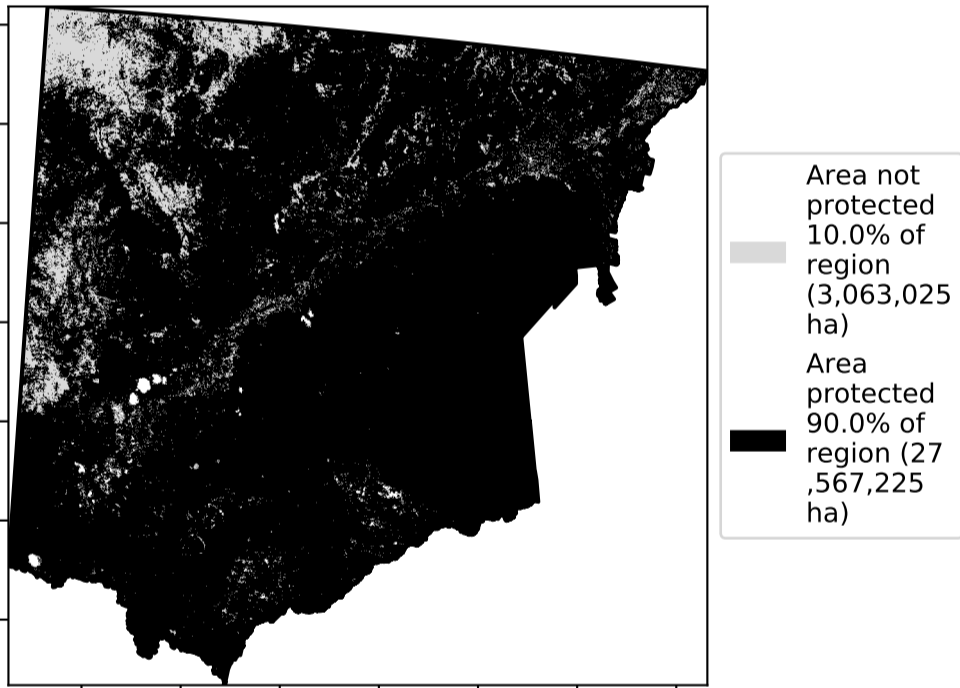 Area not
protected
10.0% of
region
(3,063,025
ha)
Area
protected
90.0% of
region (27
,567,225
ha)